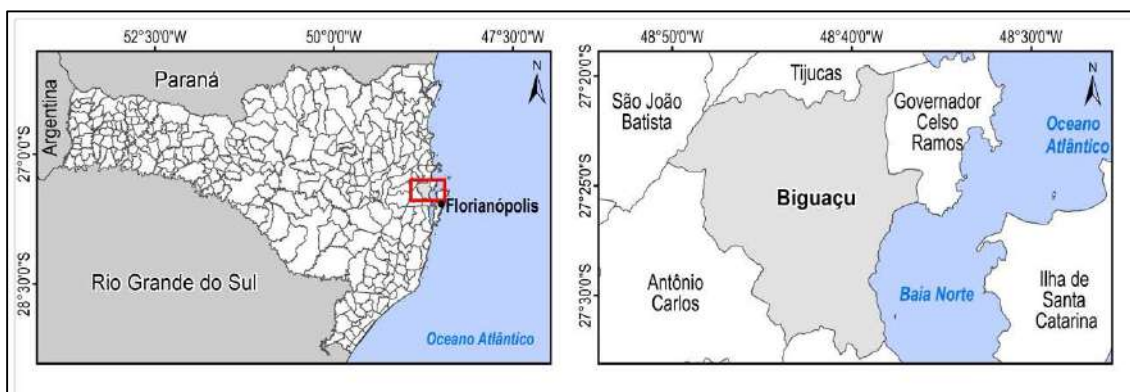 52°30'0"W
50°0'0"W
47°30'0"W
27°0'0"S
28°30'0"S
Argentina
Paraná
N
Florianópolis
Rio Grande do Sul
Oceano Atlântico
48°50'0"W
48°40'0"W
48°30'0"W
27°20'0"S
27°25'0"S
27°30'0"S
Tijucas
São João
Batista
Governador
Celso
Ramos
N
Oceano
Atlântico
Biguaçu
Antônio
Carlos
Baia Norte
Ilha de
Santa
Catarina